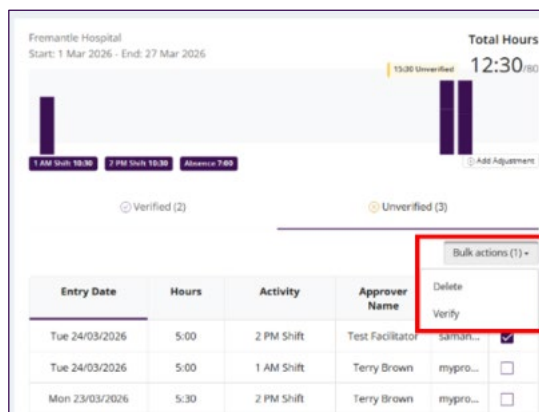 Fremantle Hospital
Start: 1 Mar 2026 - End: 27 Mar 2026
Total Hours
15:30 Unverified
12:30/80
1 AM Shift 10:30 2 PM Shift 10:30 Absence 7:00
Add Adjustment
Verified (2) Unverified (3)
Bulk actions (1)
Delete
Verify
Entry Date Hours Activity Approver Name
Tue 24/03/2026 5:00 2 PM Shift Test Facilitator saman...
Tue 24/03/2026 5:00 1 AM Shift Terry Brown mypro...
Mon 23/03/2026 5:30 2 PM Shift Terry Brown mypro...